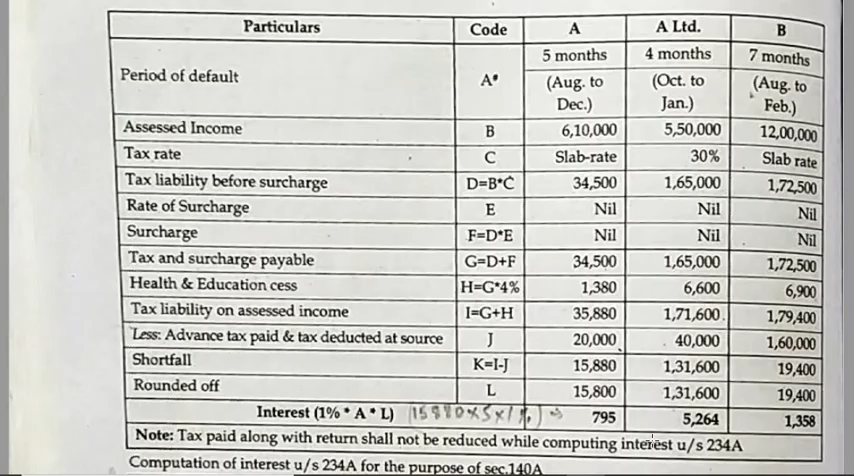 Particulars Code A A Ltd. B
Period of default A# 5 months 4 months 7 months
(Aug. to Dec.) (Oct. to Jan.) (Aug. to Feb.)
Assessed Income B 6,10,000 5,50,000 12,00,000
Tax rate C Slab-rate 30% Slab rate
Tax liability before surcharge D=B*C 34,500 1,65,000 1,72,500
Rate of Surcharge E Nil Nil Nil
Surcharge F=D*E Nil Nil Nil
Tax and surcharge payable G=D+F 34,500 1,65,000 1,72,500
Health & Education cess H=G*4% 1,380 6,600 6,900
Tax liability on assessed income I=G+H 35,880 1,71,600 1,79,400
Less: Advance tax paid & tax deducted at source J 20,000 40,000 1,60,000
Shortfall K=I-J 15,880 1,31,600 19,400
Rounded off L 15,800 1,31,600 19,400
Interest (1% * A * L) (15880×5×1%) ⇒ 795 5,264 1,358
Note: Tax paid along with return shall not be reduced while computing interest u/s 234A
Computation of interest u/s 234A for the purpose of sec.140A